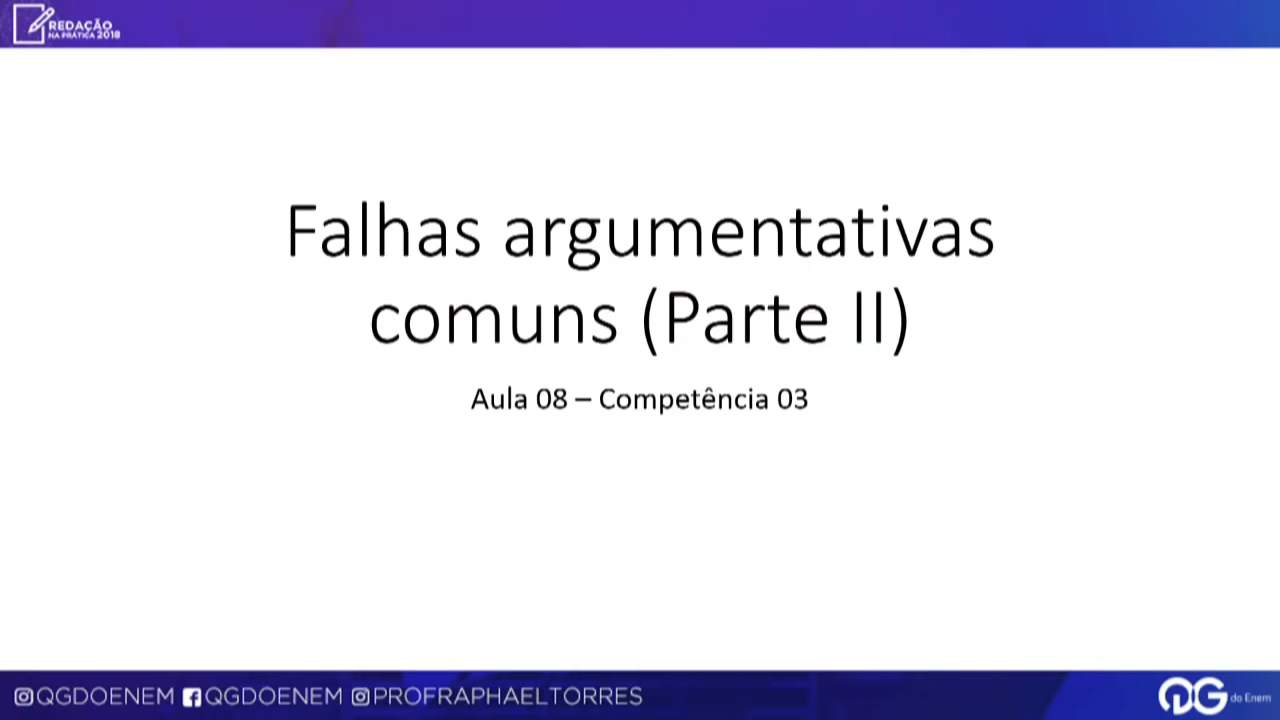 REDAÇÃO
NA PRÁTICA 2018
Falhas argumentativas
comuns (Parte II)
Aula 08 – Competência 03
@QGDOENEM QGDOENEM @PROFRAPHAELTORRES
QG do Enem